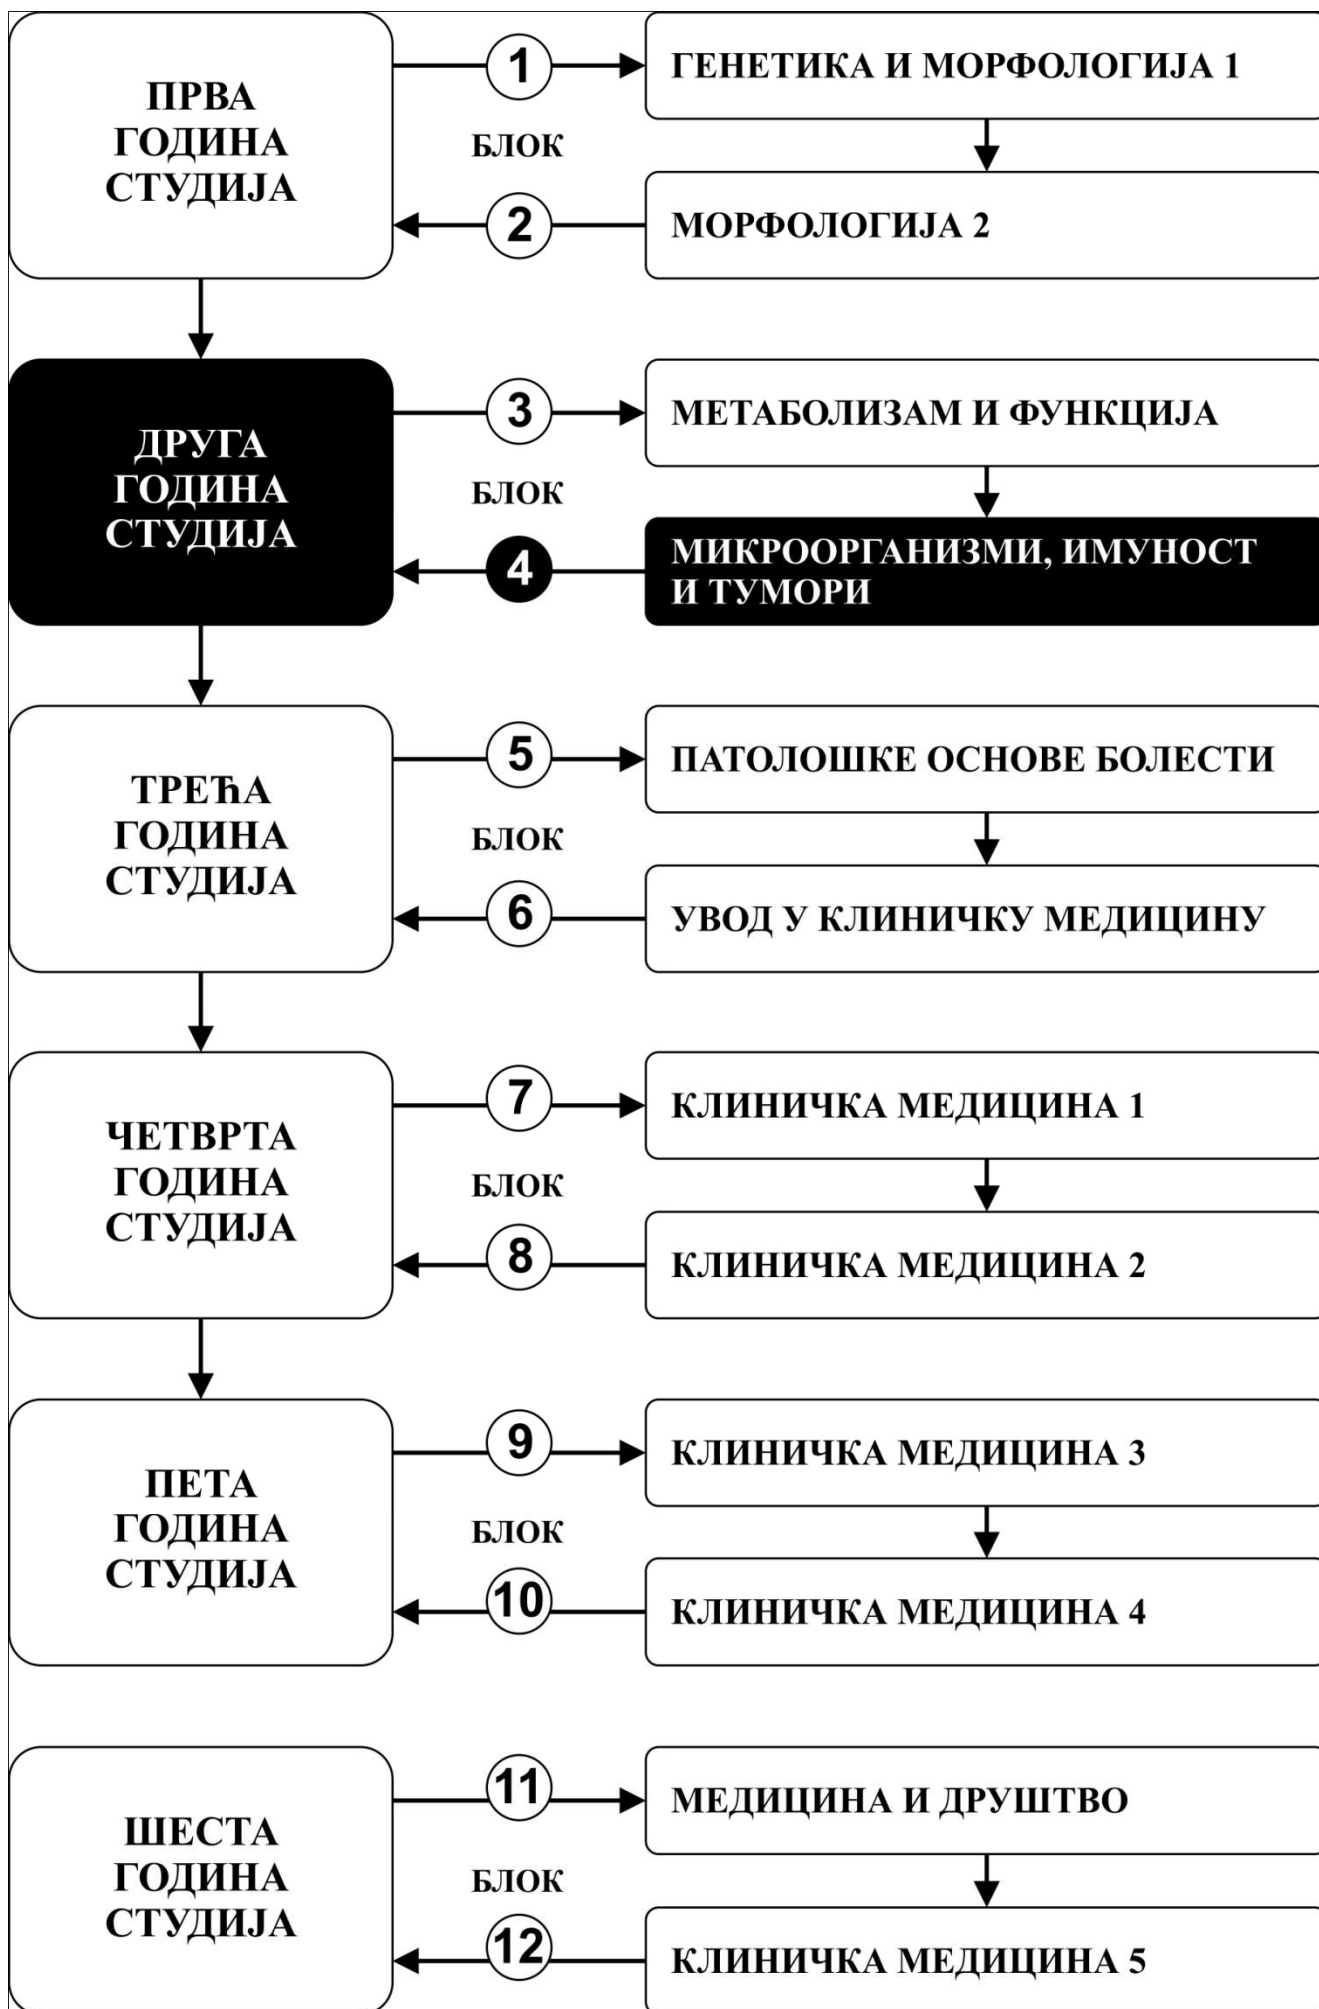 ПРВА
ГОДИНА
СТУДИЈА
1
БЛОК
2
ГЕНЕТИКА И МОРФОЛОГИЈА 1
МОРФОЛОГИЈА 2
ДРУГА
ГОДИНА
СТУДИЈА
3
БЛОК
4
МЕТАБОЛИЗАМ И ФУНКЦИЈА
МИКРООРГАНИЗМИ, ИМУНОСТ
И ТУМОРИ
ТРЕЋА
ГОДИНА
СТУДИЈА
5
БЛОК
6
ПАТОЛОШКЕ ОСНОВЕ БОЛЕСТИ
УВОД У КЛИНИЧКУ МЕДИЦИНУ
ЧЕТВРТА
ГОДИНА
СТУДИЈА
7
БЛОК
8
КЛИНИЧКА МЕДИЦИНА 1
КЛИНИЧКА МЕДИЦИНА 2
ПЕТА
ГОДИНА
СТУДИЈА
9
БЛОК
10
КЛИНИЧКА МЕДИЦИНА 3
КЛИНИЧКА МЕДИЦИНА 4
ШЕСТА
ГОДИНА
СТУДИЈА
11
БЛОК
12
МЕДИЦИНА И ДРУШТВО
КЛИНИЧКА МЕДИЦИНА 5